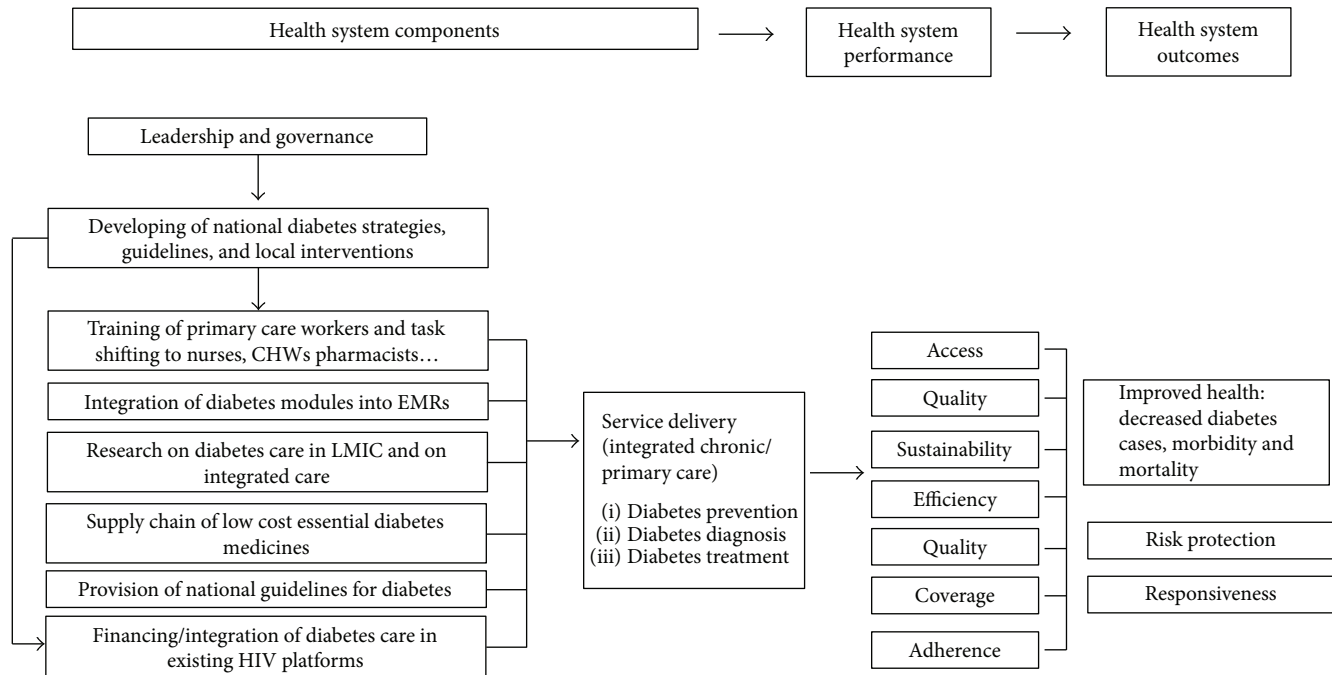 Health system components
Health system
performance
Health system
outcomes
Leadership and governance
Developing of national diabetes strategies,
guidelines, and local interventions
Training of primary care workers and task
shifting to nurses, CHWs pharmacists…
Integration of diabetes modules into EMRs
Research on diabetes care in LMIC and on
integrated care
Supply chain of low cost essential diabetes
medicines
Provision of national guidelines for diabetes
Financing/integration of diabetes care in
existing HIV platforms
Service delivery
(integrated chronic/
primary care)
(i) Diabetes prevention
(ii) Diabetes diagnosis
(iii) Diabetes treatment
Access
Quality
Sustainability
Efficiency
Quality
Coverage
Adherence
Improved health:
decreased diabetes
cases, morbidity and
mortality
Risk protection
Responsiveness